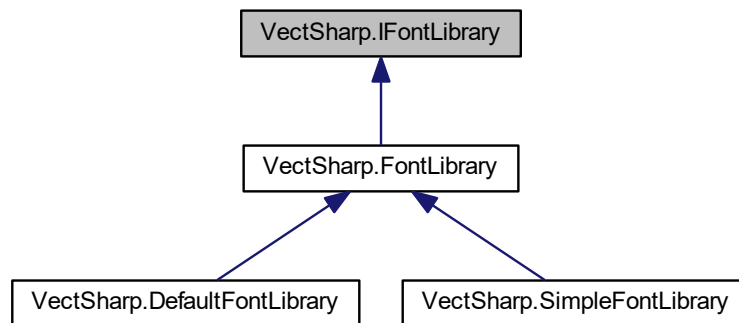 VectSharp.IFontLibrary
VectSharp.FontLibrary
VectSharp.DefaultFontLibrary
VectSharp.SimpleFontLibrary